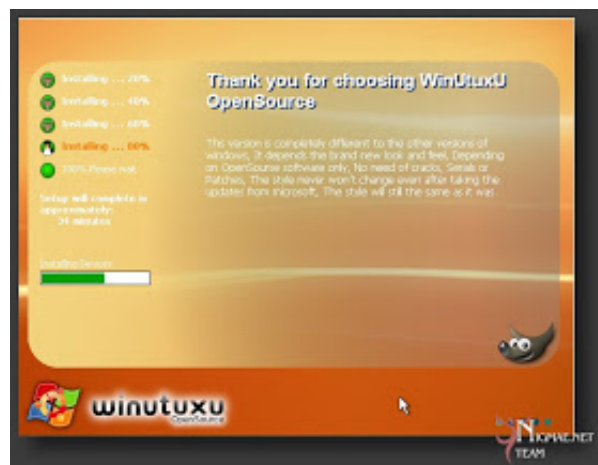 Installing ... 20%
Installing ... 40%
Installing ... 60%
Installing ... 80%
100% Please wait
Setup will complete in
approximately:
34 minutes
Installing Devices
Thank you for choosing WinUtuxU
OpenSource
This version is completely different to the other versions of
windows, It depends the brand new look and feel, Depending
on OpenSource software only, No need of cracks, Serials or
Patches, The style never won't change even after taking the
updates from microsoft, The style will still the same as it was
winutuxu
OpenSource
NIGMAE.NET
TEAM